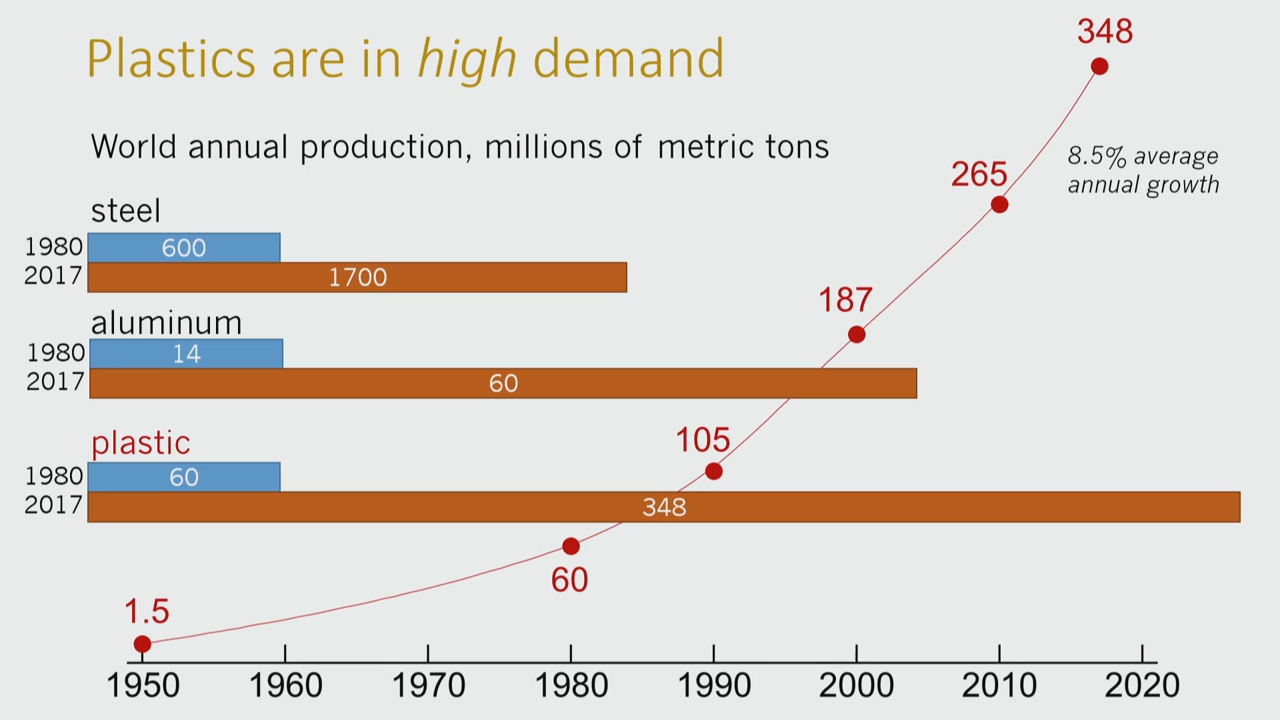 Plastics are in high demand
World annual production, millions of metric tons
steel
1980 600
2017 1700
aluminum
1980 14
2017 60
plastic
1980 60
2017 348
1.5
60
105
187
265
348
8.5% average
annual growth
1950 1960 1970 1980 1990 2000 2010 2020